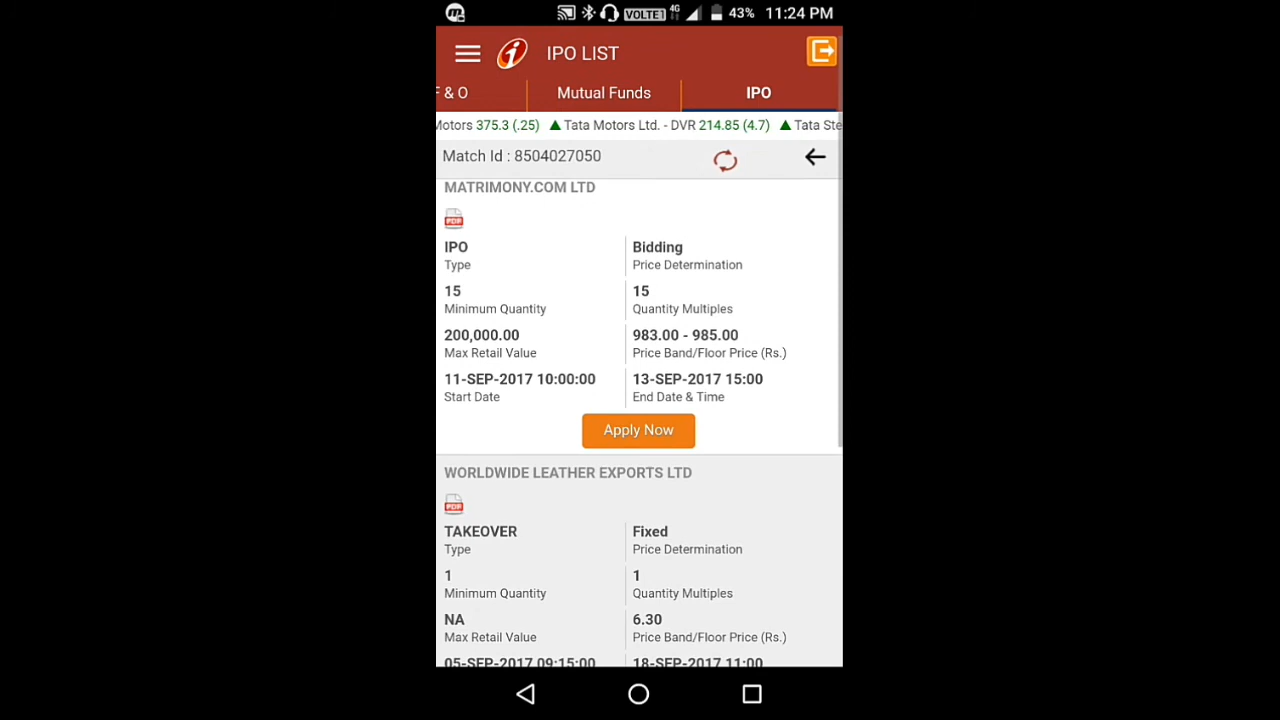 VOLTE1 4G 43% 11:24 PM
i IPO LIST
F & O Mutual Funds IPO
Motors 375.3 (.25) ▲ Tata Motors Ltd. - DVR 214.85 (4.7) ▲ Tata Ste
Match Id : 8504027050
MATRIMONY.COM LTD
PDF
IPO Bidding
Type Price Determination
15 15
Minimum Quantity Quantity Multiples
200,000.00 983.00 - 985.00
Max Retail Value Price Band/Floor Price (Rs.)
11-SEP-2017 10:00:00 13-SEP-2017 15:00
Start Date End Date & Time
Apply Now
WORLDWIDE LEATHER EXPORTS LTD
PDF
TAKEOVER Fixed
Type Price Determination
1 1
Minimum Quantity Quantity Multiples
NA 6.30
Max Retail Value Price Band/Floor Price (Rs.)
05-SEP-2017 09:15:00 18-SEP-2017 11:00